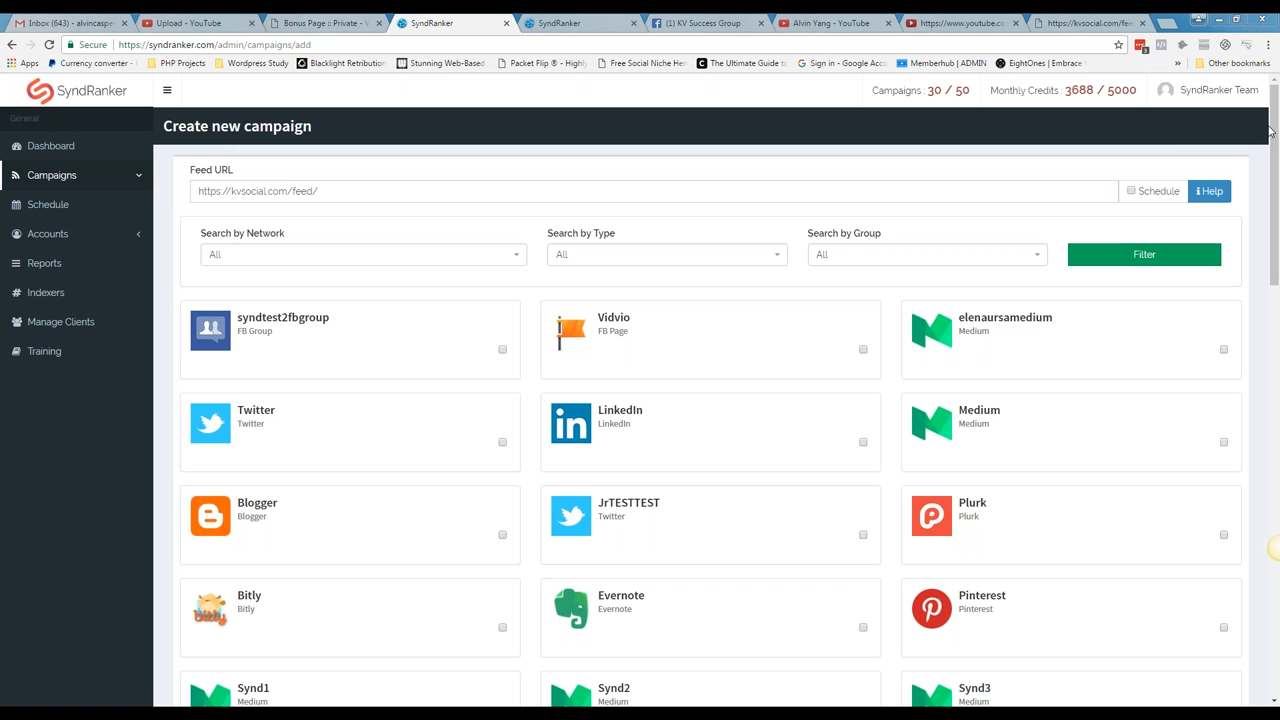 Inbox (643) - alvincasper
Upload - YouTube
Bonus Page :: Private - V
SyndRanker
SyndRanker
(1) KV Success Group
Alvin Yang - YouTube
https://www.youtube.co
https://kvsocial.com/fee
Secure
https://syndranker.com/admin/campaigns/add
Apps
Currency converter -
PHP Projects
Wordpress Study
Blacklight Retribution
Stunning Web-Based
Packet Flip ® - Highly
Free Social Niche Her
The Ultimate Guide to
Sign in - Google Acco
Memberhub | ADMIN
EightOnes | Embrace t
»
Other bookmarks
SyndRanker
Campaigns : 30 / 50
Monthly Credits : 3688 / 5000
SyndRanker Team
General
Dashboard
Campaigns
Schedule
Accounts
Reports
Indexers
Manage Clients
Training
Create new campaign
Feed URL
https://kvsocial.com/feed/
Schedule
Help
Search by Network
Search by Type
Search by Group
All
All
All
Filter
syndtest2fbgroup
FB Group
Vidvio
FB Page
elenaursamedium
Medium
Twitter
Twitter
LinkedIn
LinkedIn
Medium
Medium
Blogger
Blogger
JrTESTTEST
Twitter
Plurk
Plurk
Bitly
Bitly
Evernote
Evernote
Pinterest
Pinterest
Synd1
Medium
Synd2
Medium
Synd3
Medium